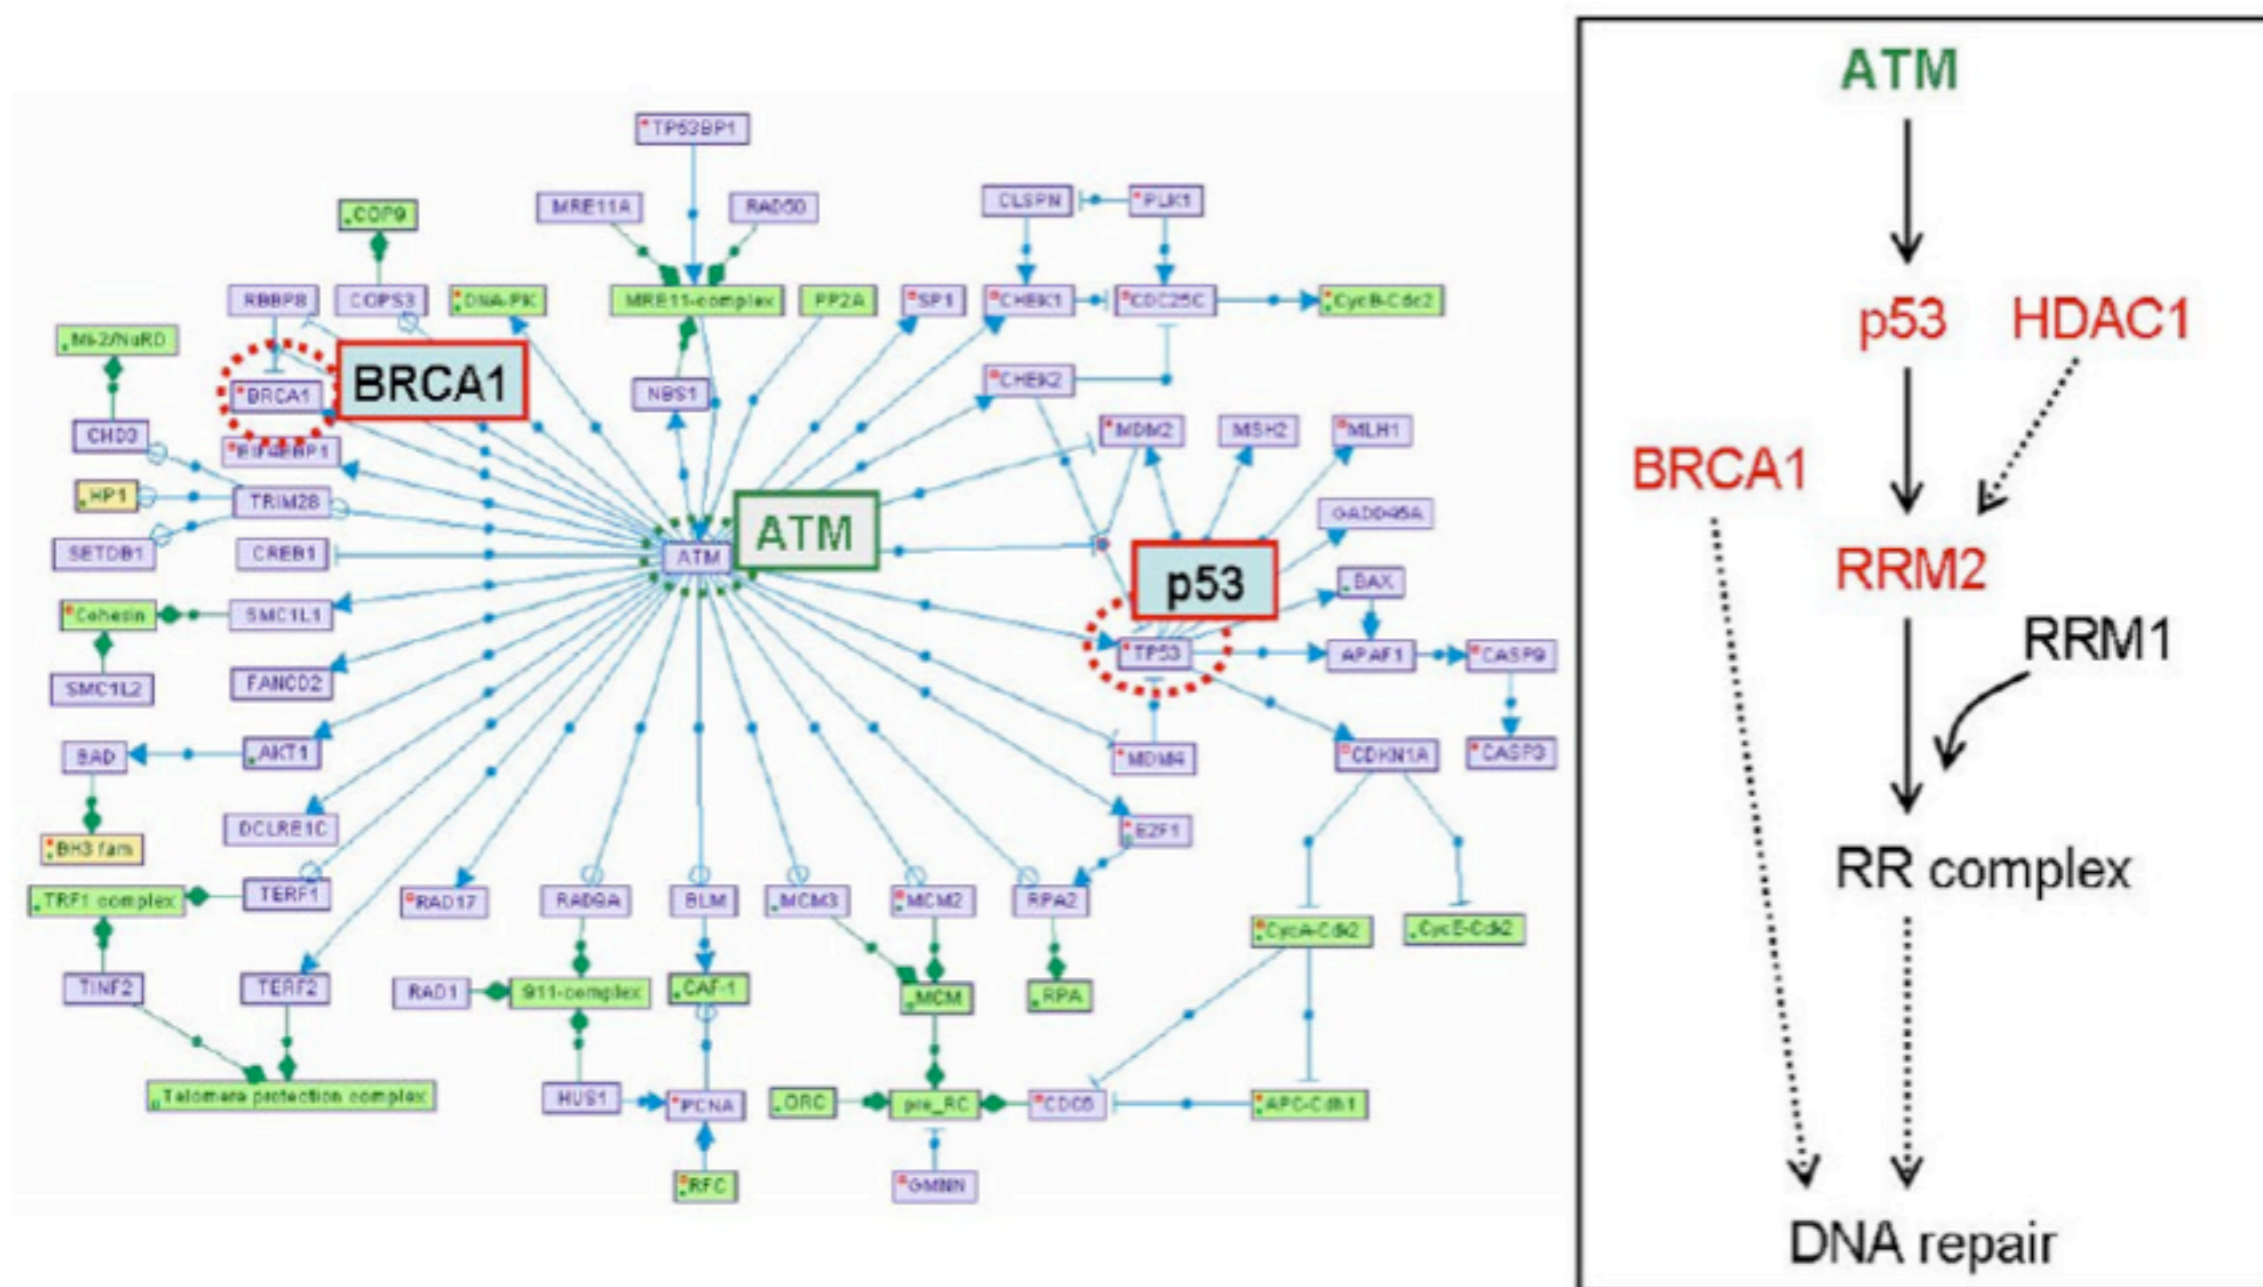 TP53BP1
MRE11A
RAD50
CLSPN
PLK1
COP9
RBBP8
COPS3
DNA-PK
MRE11-complex
PP2A
SP1
CHEK1
CDC25C
CycB-Cdc2
Mi-2/NuRD
BRCA1
BRCA1
NBS1
CHEK2
CHD3
EIF4EBP1
MDM2
MSH2
MLH1
HP1
TRIM28
ATM
GADD45A
SETDB1
CREB1
ATM
p53
BAX
Cohesin
SMC1L1
TP53
APAF1
CASP9
SMC1L2
FANCD2
BAD
AKT1
MDM4
CDKN1A
CASP3
DCLRE1C
E2F1
BH3 fam
TRF1 complex
TERF1
RAD17
RAD9A
BLM
MCM3
MCM2
RPA2
CycA-Cdk2
CycE-Cdk2
TINF2
TERF2
RAD1
911-complex
CAF-1
MCM
RPA
Telomere protection complex
HUS1
PCNA
ORC
pre_RC
CDC6
APC-Cdh1
RFC
GMNN
ATM
p53
HDAC1
BRCA1
RRM2
RRM1
RR complex
DNA repair